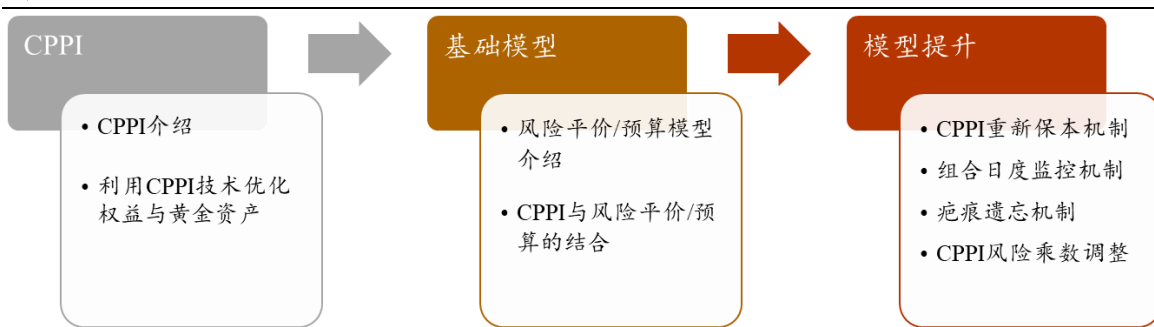 CPPI
• CPPI介绍
• 利用CPPI技术优化
权益与黄金资产
基础模型
• 风险平价/预算模型
介绍
• CPPI与风险平价/预
算的结合
模型提升
• CPPI重新保本机制
• 组合日度监控机制
• 疤痕遗忘机制
• CPPI风险乘数调整